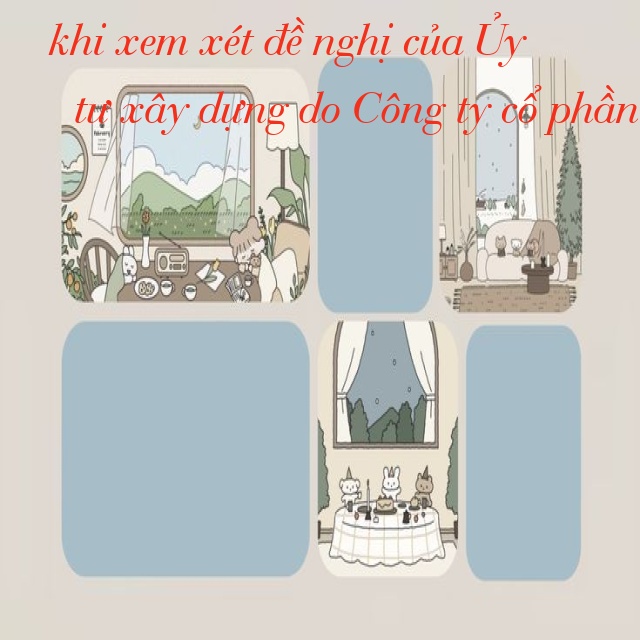 khi xem xét đề nghị của Ủy
tư xây dựng do Công ty cổ phần